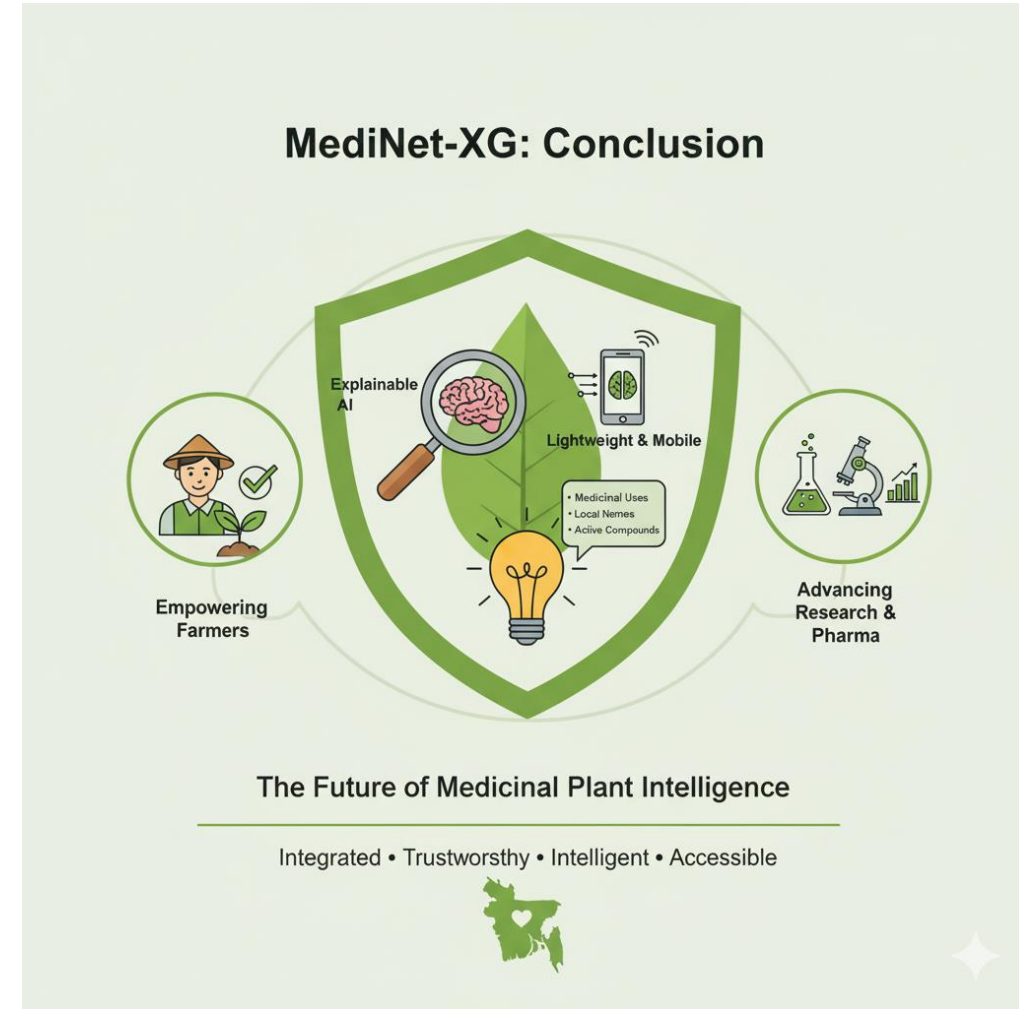 MediNet-XG: Conclusion
Explainable
AI
Lightweight & Mobile
• Medicinal Uses
• Local Nemes
• Aciive Compounds
Empowering
Farmers
Advancing
Research &
Pharma
The Future of Medicinal Plant Intelligence
Integrated • Trustworsthy • Intelligent • Accessible